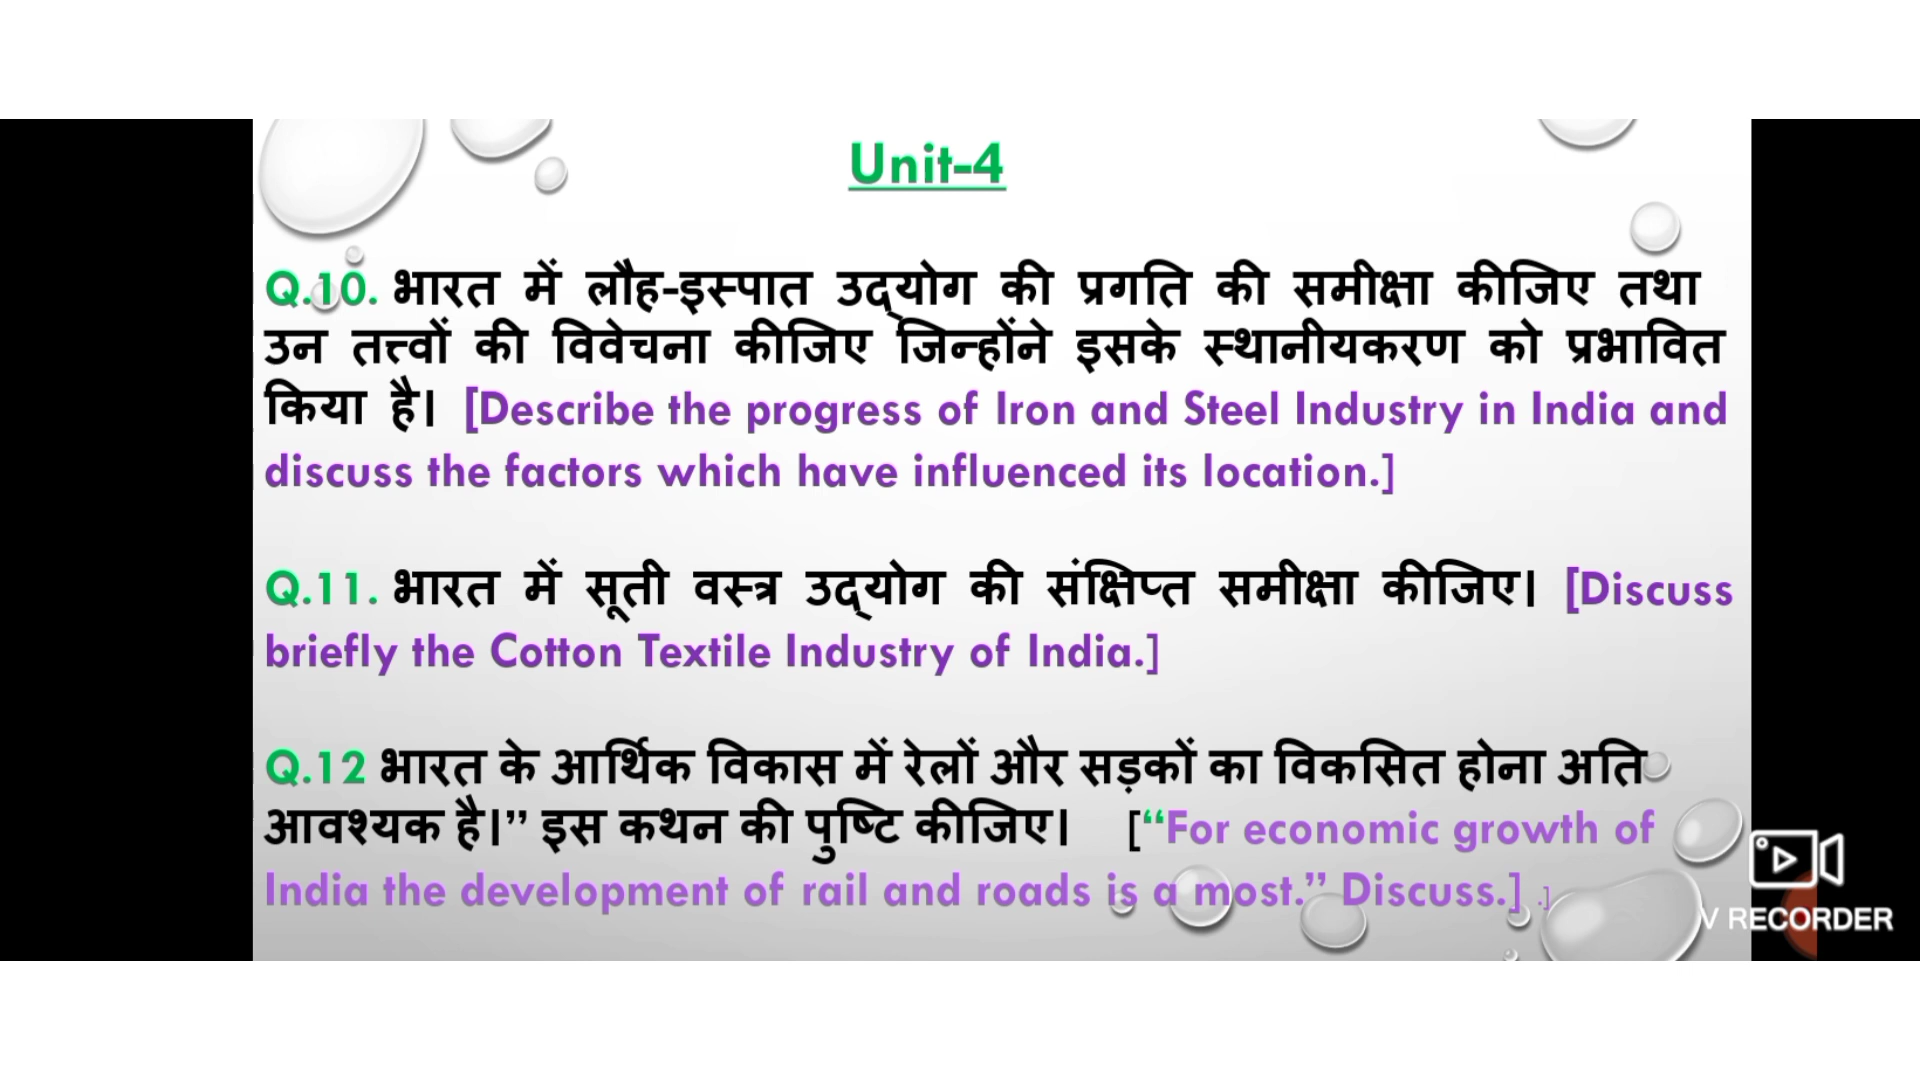 Unit-4
Q.10. भारत में लौह-इस्पात उद्योग की प्रगति की समीक्षा कीजिए तथा
उन तत्त्वों की विवेचना कीजिए जिन्होंने इसके स्थानीयकरण को प्रभावित
किया है। [Describe the progress of Iron and Steel Industry in India and
discuss the factors which have influenced its location.]
Q.11. भारत में सूती वस्त्र उद्योग की संक्षिप्त समीक्षा कीजिए। [Discuss
briefly the Cotton Textile Industry of India.]
Q.12 भारत के आर्थिक विकास में रेलों और सड़कों का विकसित होना अति
आवश्यक है।” इस कथन की पुष्टि कीजिए। [“For economic growth of
India the development of rail and roads is a most.” Discuss.] .]
V RECORDER